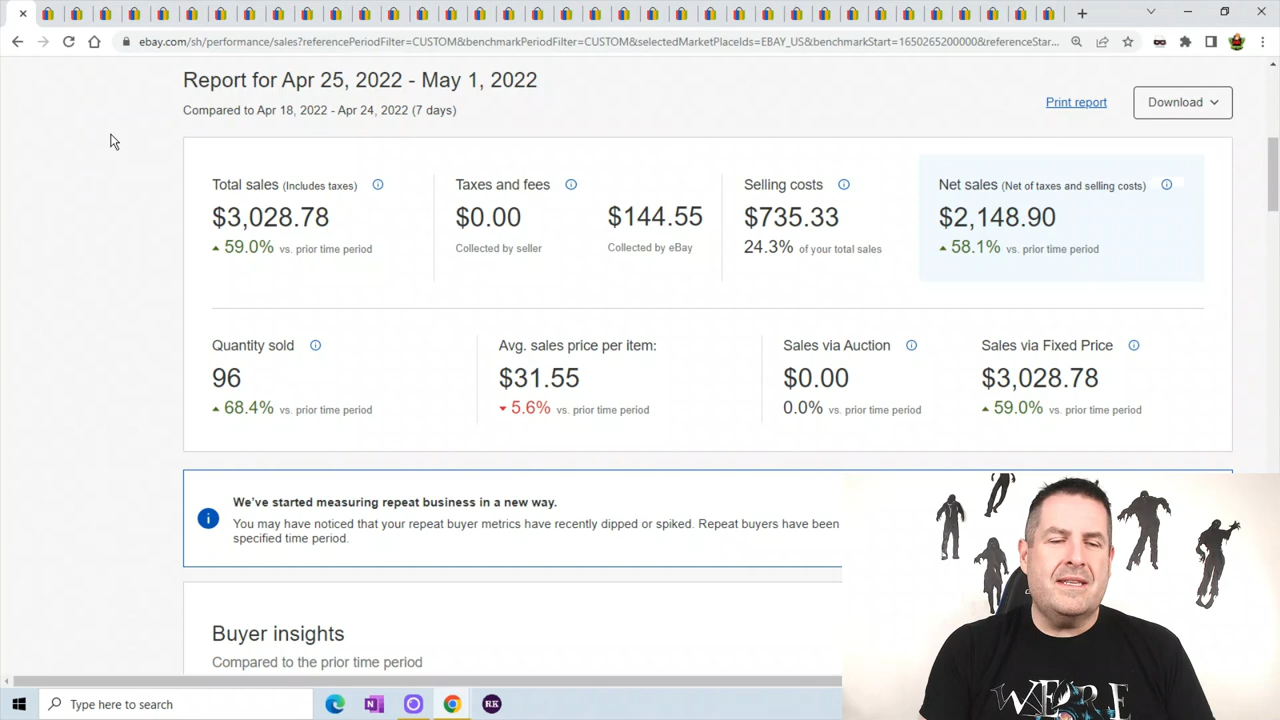 ebay.com/sh/performance/sales?referencePeriodFilter=CUSTOM&benchmarkPeriodFilter=CUSTOM&selectedMarketPlaceIds=EBAY_US&benchmarkStart=1650265200000&referenceStar...
Report for Apr 25, 2022 - May 1, 2022
Compared to Apr 18, 2022 - Apr 24, 2022 (7 days)
Print report
Download
Total sales (Includes taxes)
$3,028.78
59.0% vs. prior time period
Taxes and fees
$0.00
Collected by seller
$144.55
Collected by eBay
Selling costs
$735.33
24.3% of your total sales
Net sales (Net of taxes and selling costs)
$2,148.90
58.1% vs. prior time period
Quantity sold
96
68.4% vs. prior time period
Avg. sales price per item:
$31.55
5.6% vs. prior time period
Sales via Auction
$0.00
0.0% vs. prior time period
Sales via Fixed Price
$3,028.78
59.0% vs. prior time period
We've started measuring repeat business in a new way.
You may have noticed that your repeat buyer metrics have recently dipped or spiked. Repeat buyers have been
specified time period.
Buyer insights
Compared to the prior time period
WE RE
Type here to search
RK